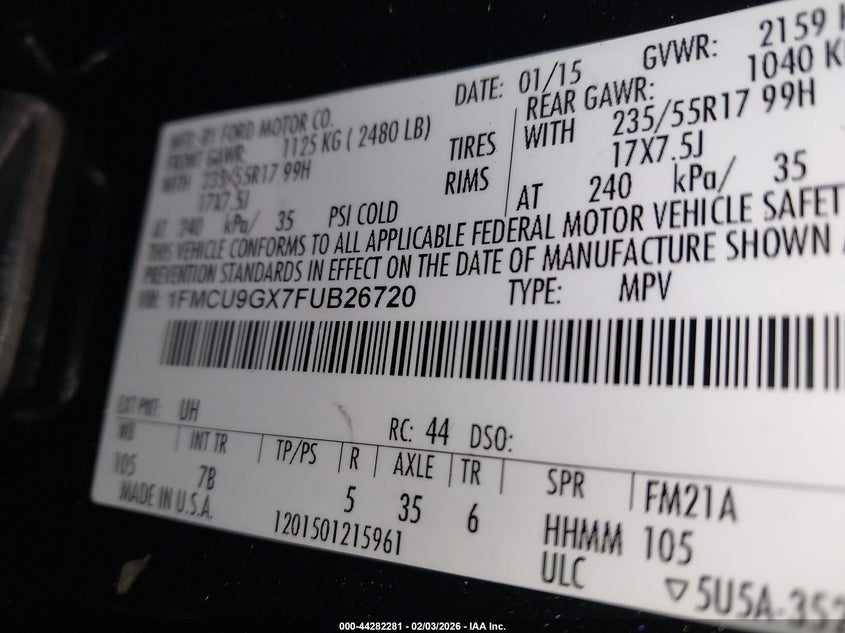 MFD. BY FORD MOTOR CO.
DATE: 01/15
GVWR: 2159
FRONT GAWR: 1125 KG ( 2480 LB)
REAR GAWR: 1040
WITH 235/55R17 99H
TIRES
WITH 235/55R17 99H
17X7.5J
RIMS
17X7.5J
AT 240 kPa/ 35 PSI COLD
AT 240 kPa/ 35
THIS VEHICLE CONFORMS TO ALL APPLICABLE FEDERAL MOTOR VEHICLE SAFET
PREVENTION STANDARDS IN EFFECT ON THE DATE OF MANUFACTURE SHOWN
VIN: 1FMCU9GX7FUB26720
TYPE: MPV
EXT PNT: UH
RC: 44 DSO:
WB INT TR TP/PS R AXLE TR SPR FM21A
105 7B 5 35 6 HHMM 105
MADE IN U.S.A.
1201501215961
ULC
5U5A-352
000-44282281 - 02/03/2026 - IAA Inc.